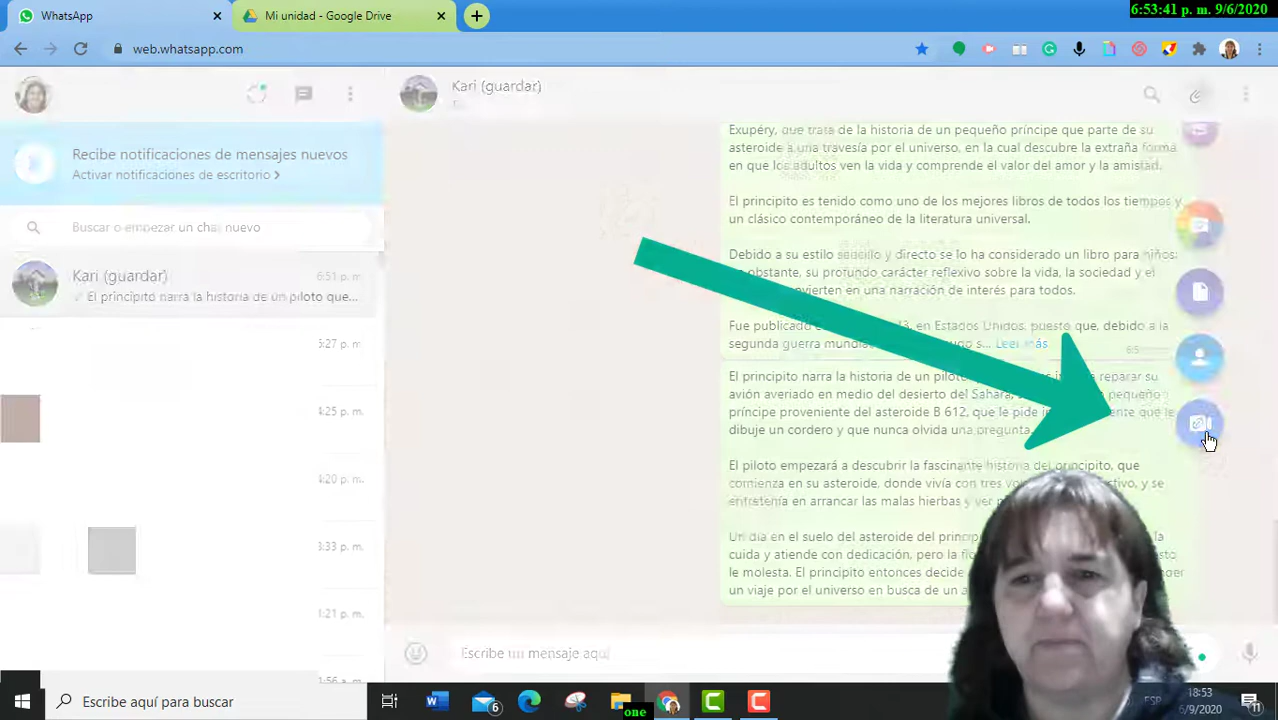 6:53:41 p. m. 9/6/2020
WhatsApp
Mi unidad - Google Drive
web.whatsapp.com
Kari (guardar)
Recibe notificaciones de mensajes nuevos
Activar notificaciones de escritorio
Buscar o empezar un chat nuevo
Kari (guardar)
6:51 p. m.
El principito narra la historia de un piloto que...
5:27 p. m.
4:25 p. m.
4:20 p. m.
3:33 p. m.
1:21 p. m.
1:56 p. m.
Exupéry, que trata de la historia de un pequeño príncipe que parte de su
asteroide a una travesía por el universo, en la cual descubre la extraña forma
en que los adultos ven la vida y comprende el valor del amor y la amistad.
El principito es tenido como uno de los mejores libros de todos los tiempos y
un clásico contemporáneo de la literatura universal.
Debido a su estilo sencillo y directo se lo ha considerado un libro para niños;
obstante, su profundo carácter reflexivo sobre la vida, la sociedad y el
convierten en una narración de interés para todos.
Fue publicado en Estados Unidos, puesto que, debido a la
segunda guerra mundial s... Leer más
El principito narra la historia de un reparar su
avión averiado en medio del desierto del Sahara, pequeño
príncipe proveniente del asteroide B 612, que le pide que le
dibuje un cordero y que nunca olvida una pregunta.
El piloto empezará a descubrir la fascinante historia del principito, que
comienza en su asteroide, donde vivía con tres y se
entretenía en arrancar las malas hierbas y ver
Un día en el suelo del asteroide del la
cuida y atiende con dedicación, pero la
le molesta. El principito entonces decide
un viaje por el universo en busca de un
Escribe un mensaje aquí
Escribe aquí para buscar
6
one
ESP
18:53
6/9/2020
11